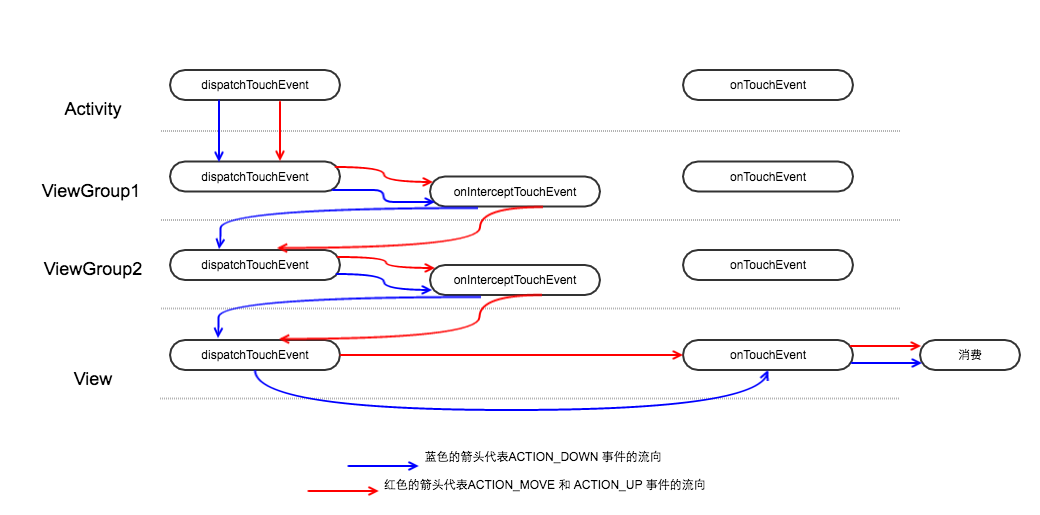 dispatchTouchEvent
onTouchEvent
Activity
dispatchTouchEvent
onTouchEvent
ViewGroup1
onInterceptTouchEvent
dispatchTouchEvent
onTouchEvent
ViewGroup2
onInterceptTouchEvent
dispatchTouchEvent
onTouchEvent
消费
View
蓝色的箭头代表ACTION_DOWN 事件的流向
红色的箭头代表ACTION_MOVE 和 ACTION_UP 事件的流向